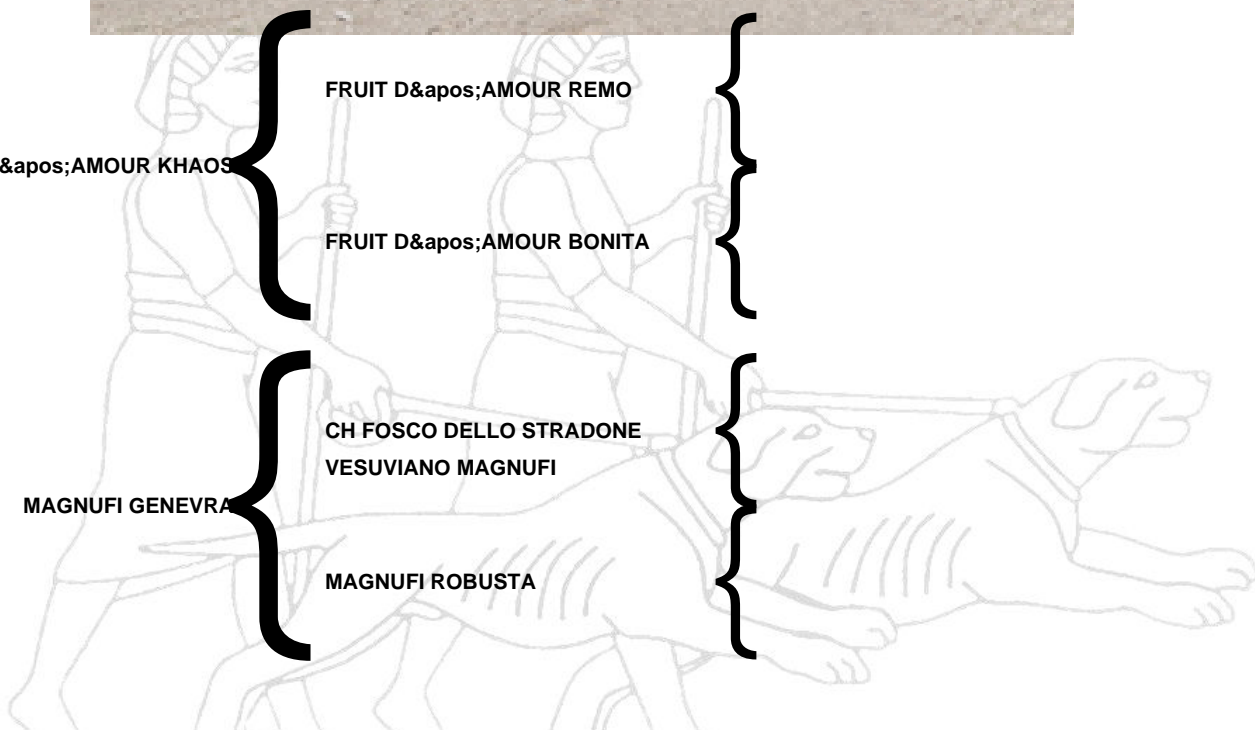 FRUIT D&apos;AMOUR REMO
&apos;AMOUR KHAOS
FRUIT D&apos;AMOUR BONITA
CH FOSCO DELLO STRADONE
VESUVIANO MAGNUFI
MAGNUFI GENEVRA
MAGNUFI ROBUSTA